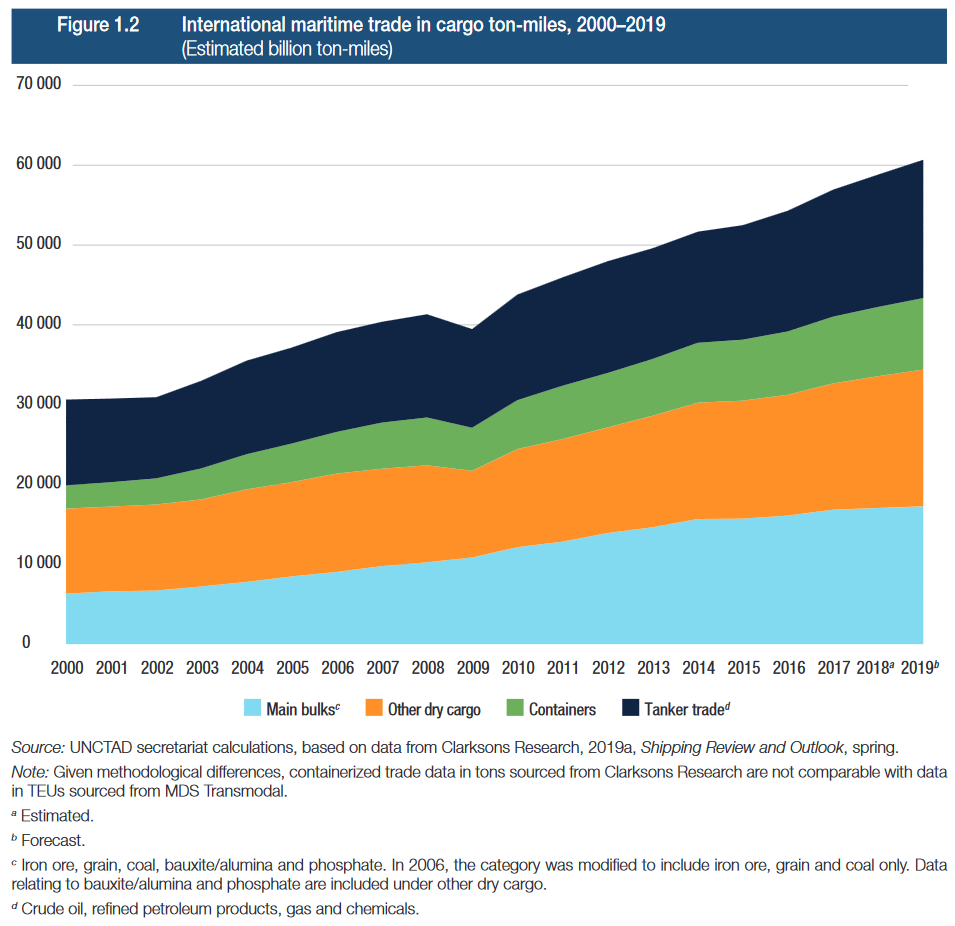 Figure 1.2 International maritime trade in cargo ton-miles, 2000–2019
(Estimated billion ton-miles)
70 000
60 000
50 000
40 000
30 000
20 000
10 000
0
2000 2001 2002 2003 2004 2005 2006 2007 2008 2009 2010 2011 2012 2013 2014 2015 2016 2017 2018a 2019b
Main bulksc Other dry cargo Containers Tanker traded
Source: UNCTAD secretariat calculations, based on data from Clarksons Research, 2019a, Shipping Review and Outlook, spring.
Note: Given methodological differences, containerized trade data in tons sourced from Clarksons Research are not comparable with data
in TEUs sourced from MDS Transmodal.
a Estimated.
b Forecast.
c Iron ore, grain, coal, bauxite/alumina and phosphate. In 2006, the category was modified to include iron ore, grain and coal only. Data
relating to bauxite/alumina and phosphate are included under other dry cargo.
d Crude oil, refined petroleum products, gas and chemicals.